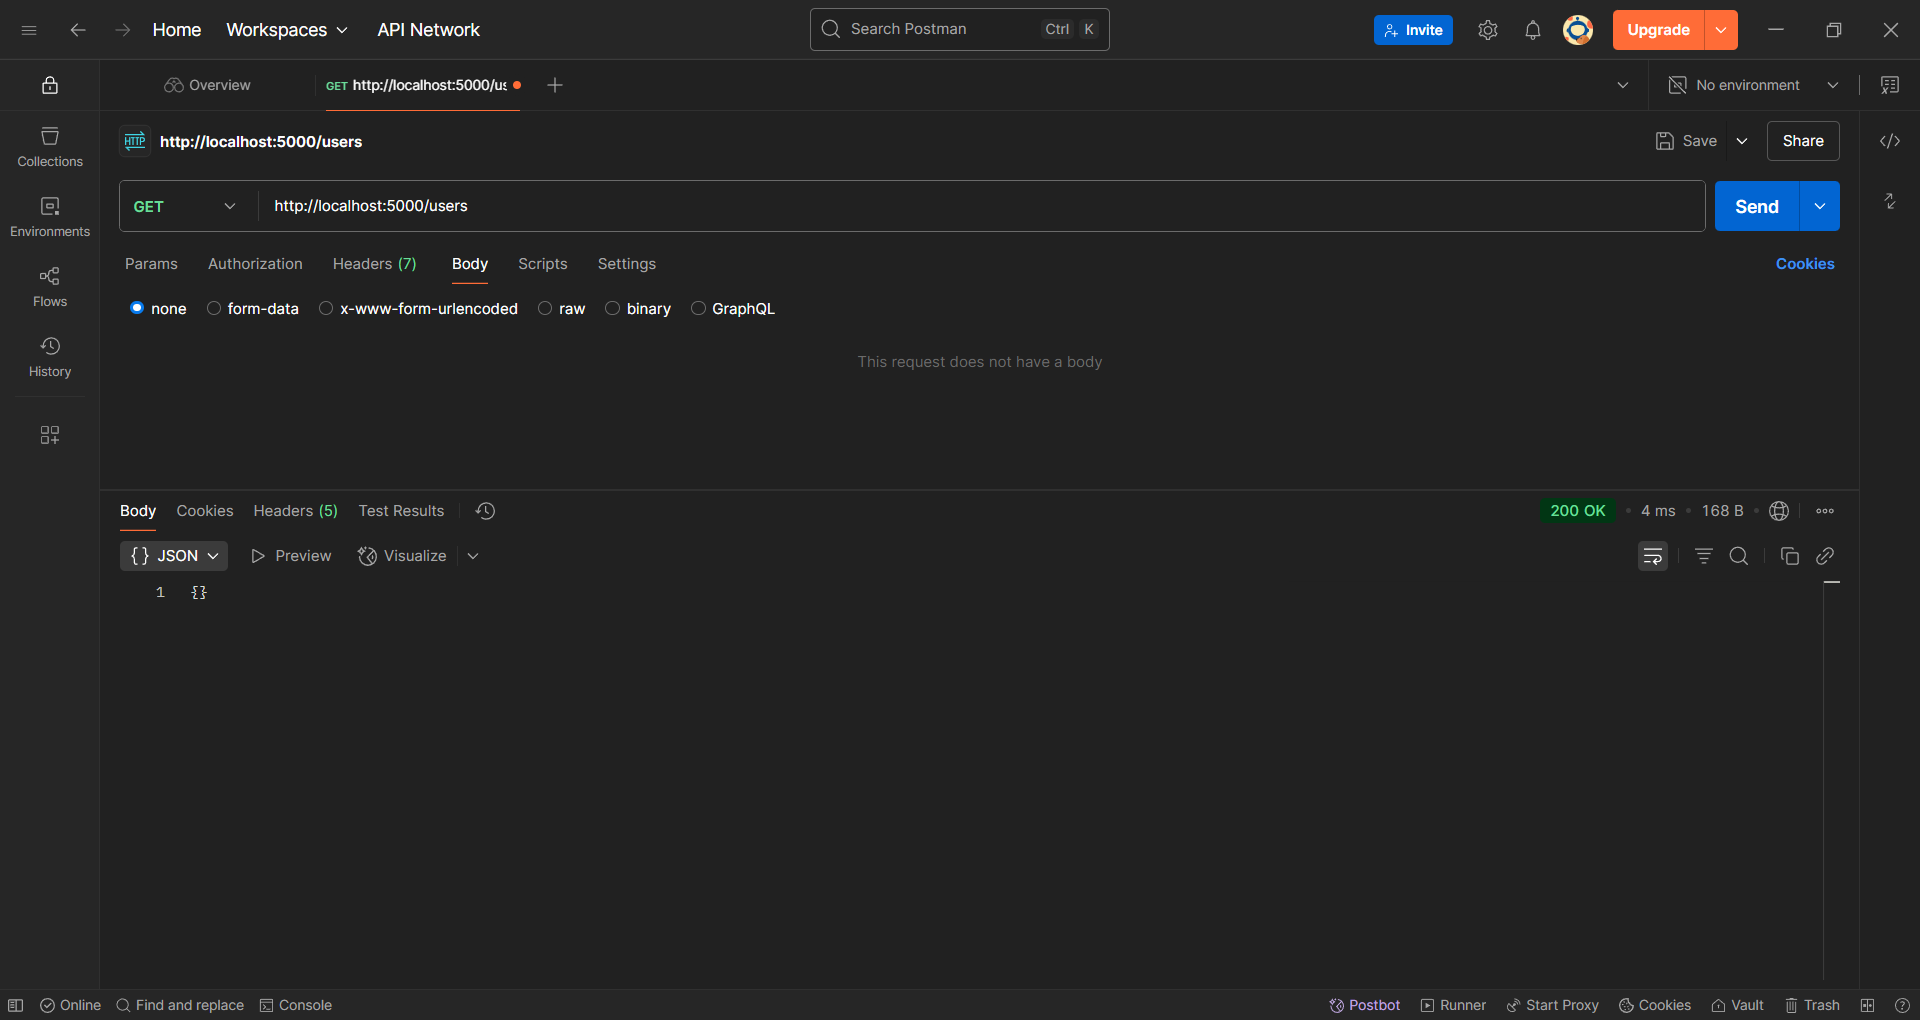 Home Workspaces API Network Search Postman Ctrl K Invite Upgrade
Overview GET http://localhost:5000/us No environment
Collections
Environments
Flows
History
HTTP http://localhost:5000/users Save Share
GET http://localhost:5000/users Send
Params Authorization Headers (7) Body Scripts Settings Cookies
none form-data x-www-form-urlencoded raw binary GraphQL
This request does not have a body
Body Cookies Headers (5) Test Results 200 OK • 4 ms • 168 B •
{} JSON Preview Visualize
1 {}
Online Find and replace Console Postbot Runner Start Proxy Cookies Vault Trash